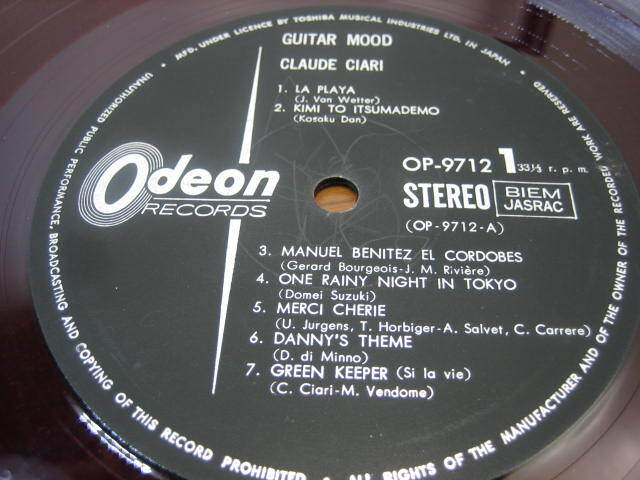 MFD. UNDER LICENCE BY TOSHIBA MUSICAL INDUSTRIES LTD. IN JAPAN •
GUITAR MOOD
CLAUDE CIARI
1. LA PLAYA
(J. Van Wetter)
2. KIMI TO ITSUMADEMO
(Kosaku Dan)
Odeon
RECORDS
OP-9712 1 33⅓ r. p. m.
STEREO BIEM
JASRAC
(OP-9712-A)
3. MANUEL BENITEZ EL CORDOBES
(Gerard Bourgeois-J. M. Rivière)
4. ONE RAINY NIGHT IN TOKYO
(Domei Suzuki)
5. MERCI CHERIE
(U. Jurgens, T. Horbiger-A. Salvet, C. Carrere)
6. DANNY'S THEME
(D. di Minno)
7. GREEN KEEPER (Si la vie)
(C. Ciari-M. Vendome)
UNAUTHORIZED PUBLIC PERFORMANCE, BROADCASTING AND COPYING OF THIS RECORD PROHIBITED •
ALL RIGHTS OF THE MANUFACTURER AND OF THE OWNER OF THE RECORDED WORK ARE RESERVED